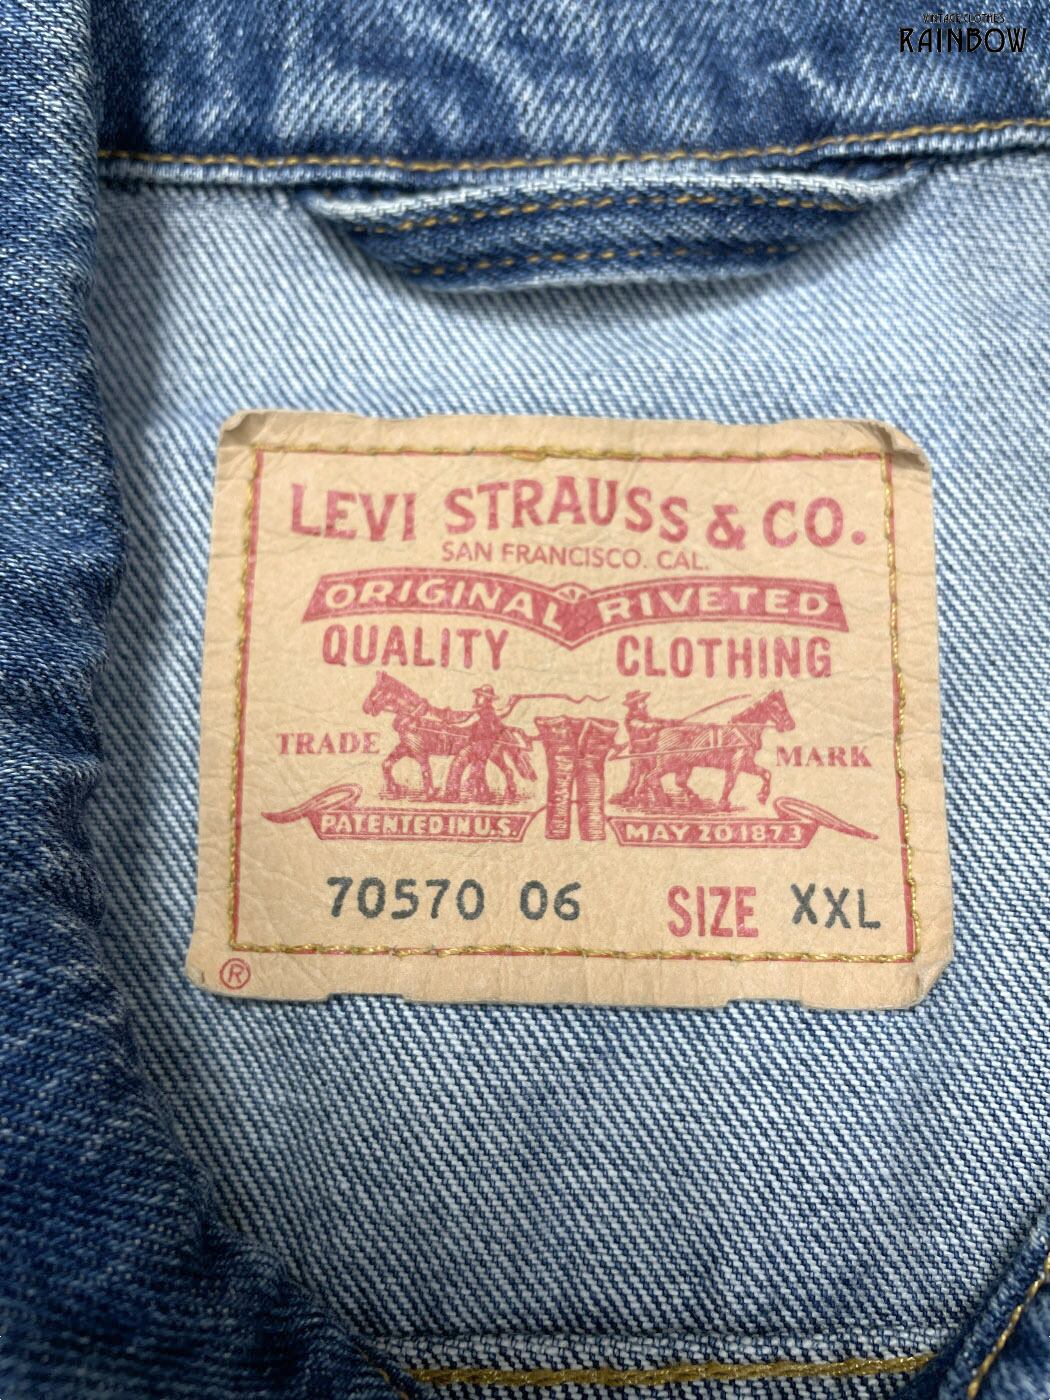 VINTAGE CLOTHES
RAINBOW
LEVI STRAUSS & CO.
SAN FRANCISCO. CAL.
ORIGINAL RIVETED
QUALITY CLOTHING
TRADE MARK
PATENTED IN U.S. MAY 20 1873
70570 06 SIZE XXL
®